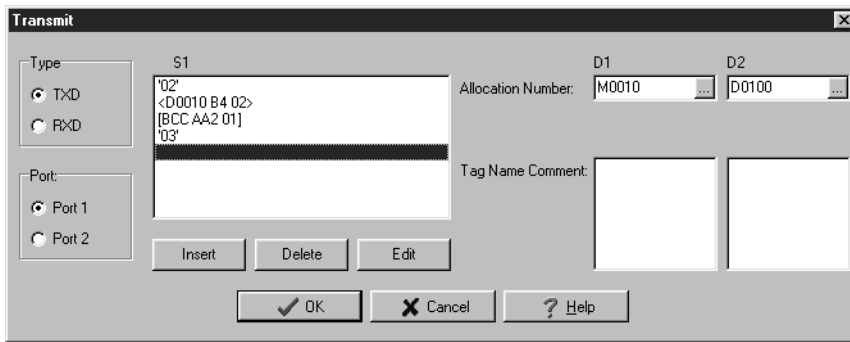 Transmit
Type
TXD
RXD
Port:
Port 1
Port 2
S1
'02'
<D0010 B4 02>
[BCC AA2 01]
'03'
Insert
Delete
Edit
D1
D2
Allocation Number:
M0010
...
D0100
...
Tag Name Comment:
OK
Cancel
Help